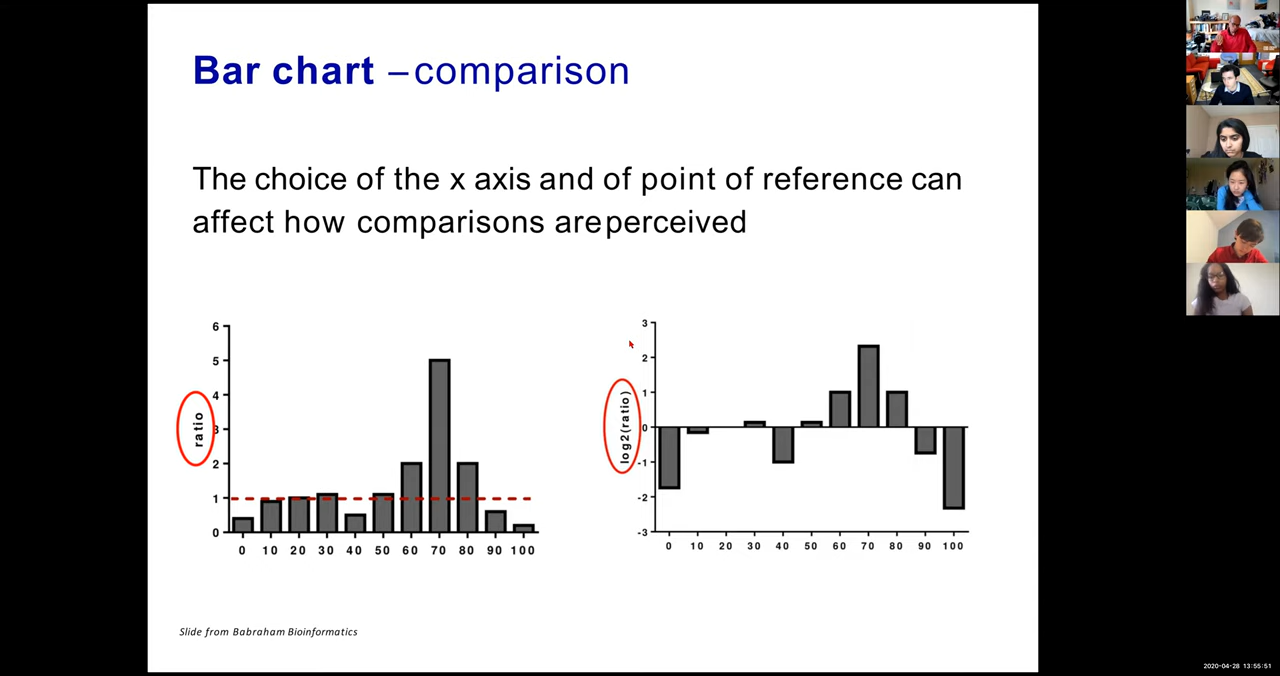 Bar chart – comparison
The choice of the x axis and of point of reference can
affect how comparisons areperceived
6
5
4
3
2
1
0
ratio
0 10 20 30 40 50 60 70 80 90 100
3
2
1
0
-1
-2
-3
log2(ratio)
0 10 20 30 40 50 60 70 80 90 100
Slide from Babraham Bioinformatics
2020-04-28 13:55:51